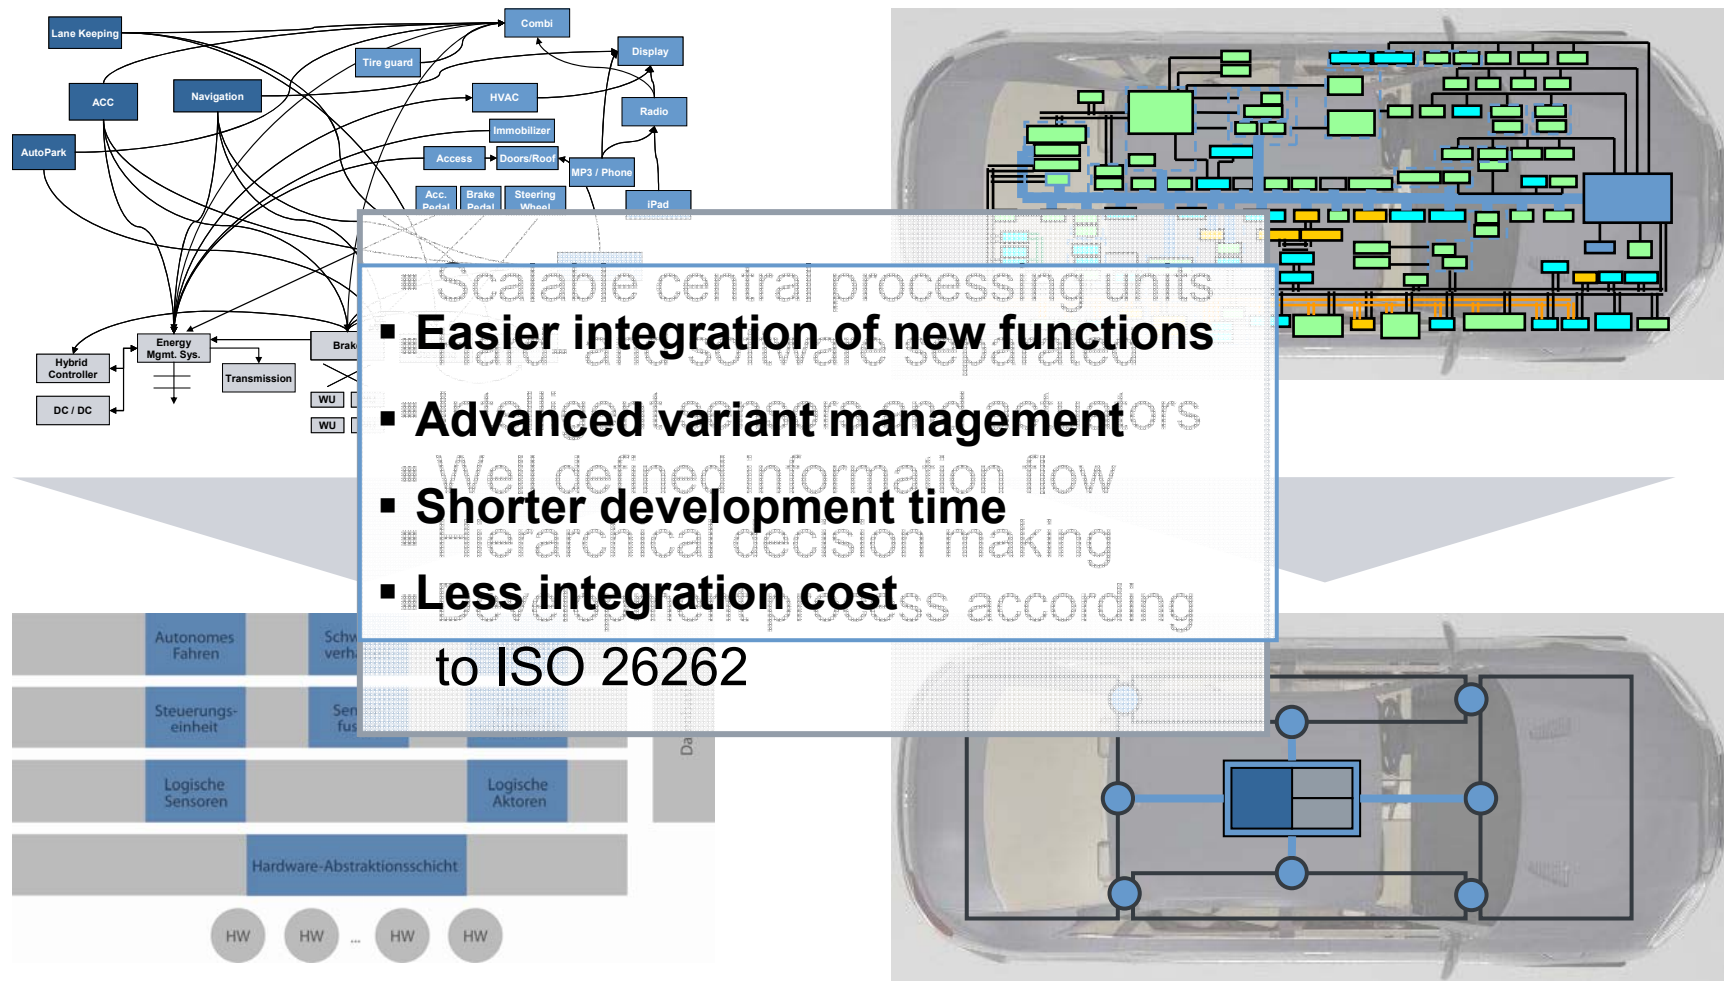 Lane Keeping
Combi
Tire guard
Display
ACC
Navigation
HVAC
Radio
Immobilizer
AutoPark
Access
Doors/Roof
MP3 / Phone
Acc.
Pedal
Brake
Pedal
Steering
Wheel
iPad
Energy
Mgmt. Sys.
Hybrid
Controller
Transmission
DC / DC
WU
WU
▪ Scalable central processing units
▪ Hard- and software separated
▪ Intelligent sensors and actuators
▪ Well defined information flow
▪ Hierarchical decision making
▪ Development process according
to ISO 26262
▪ Easier integration of new functions
▪ Advanced variant management
▪ Shorter development time
▪ Less integration cost
Autonomes
Fahren
Steuerungs-
einheit
Logische
Sensoren
Logische
Aktoren
Hardware-Abstraktionsschicht
HW
HW
...
HW
HW